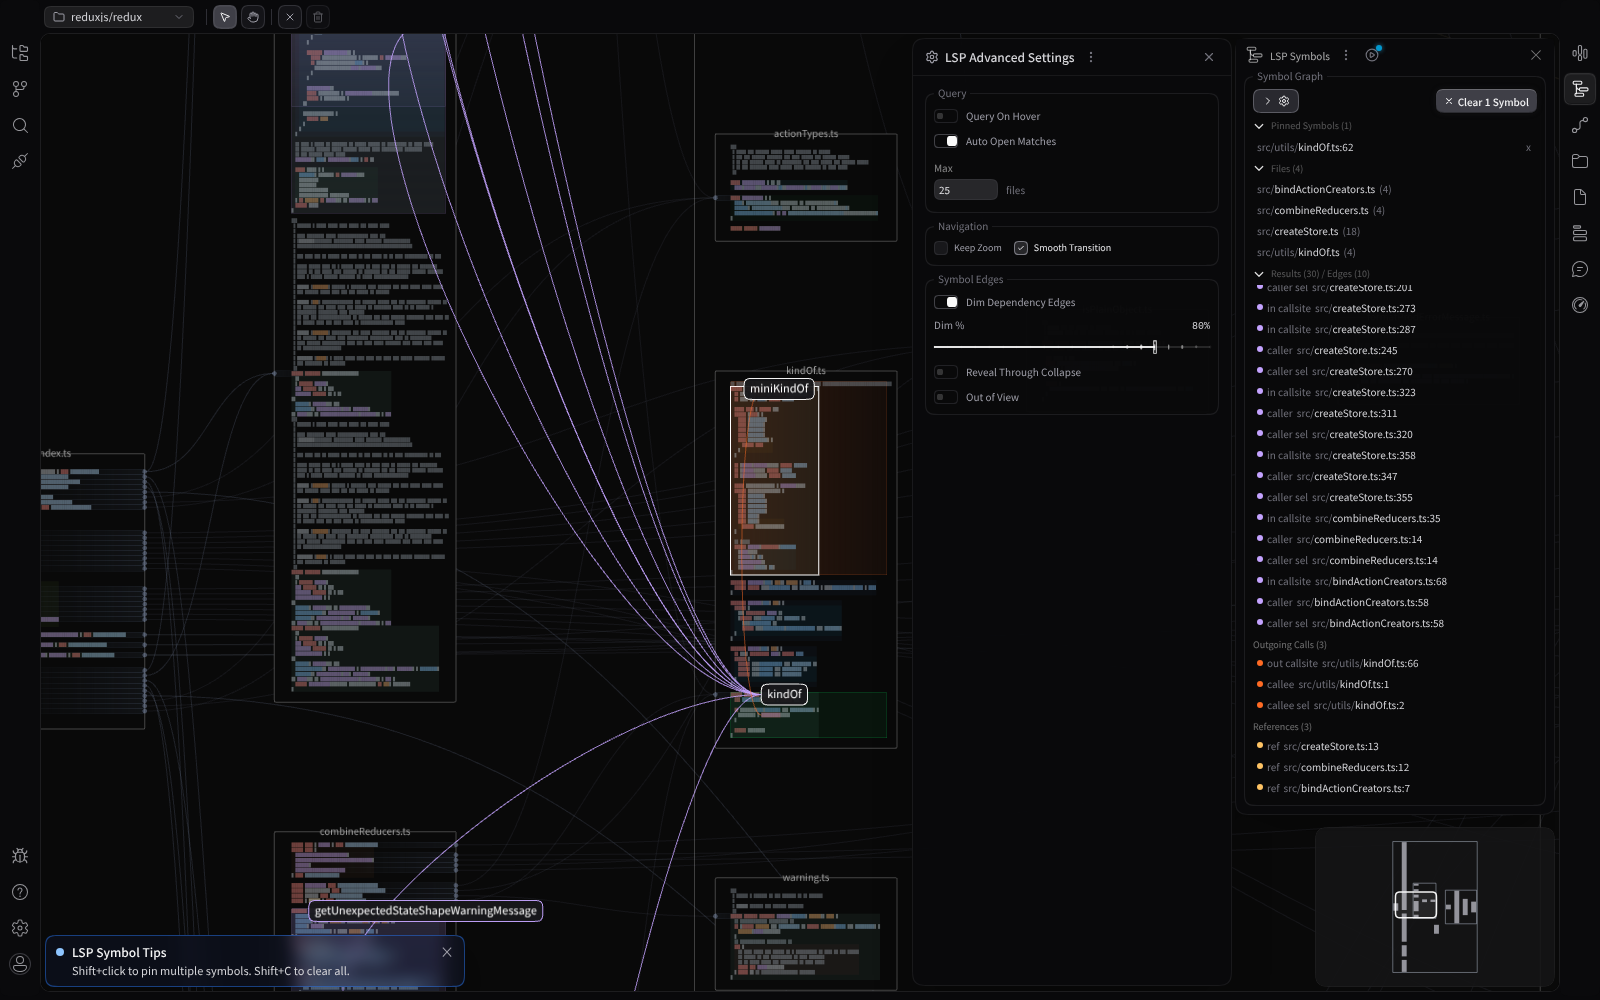 reduxjs/redux
actionTypes.ts
kindOf.ts
miniKindOf
kindOf
ndex.ts
combineReducers.ts
getUnexpectedStateShapeWarningMessage
warning.ts
LSP Symbol Tips
Shift+click to pin multiple symbols. Shift+C to clear all.
LSP Advanced Settings
Query
Query On Hover
Auto Open Matches
Max
25 files
Navigation
Keep Zoom Smooth Transition
Symbol Edges
Dim Dependency Edges
Dim % 80%
Reveal Through Collapse
Out of View
LSP Symbols
Symbol Graph
Clear 1 Symbol
Pinned Symbols (1)
src/utils/kindOf.ts:62 x
Files (4)
src/bindActionCreators.ts (4)
src/combineReducers.ts (4)
src/createStore.ts (18)
src/utils/kindOf.ts (4)
Results (30) / Edges (10)
caller sel src/createStore.ts:201
in callsite src/createStore.ts:273
in callsite src/createStore.ts:287
caller src/createStore.ts:245
caller src/createStore.ts:270
in callsite src/createStore.ts:323
caller src/createStore.ts:311
caller sel src/createStore.ts:320
in callsite src/createStore.ts:358
caller src/createStore.ts:347
caller sel src/createStore.ts:355
in callsite src/combineReducers.ts:35
caller src/combineReducers.ts:14
caller sel src/combineReducers.ts:14
in callsite src/bindActionCreators.ts:68
caller src/bindActionCreators.ts:58
caller sel src/bindActionCreators.ts:58
Outgoing Calls (3)
out callsite src/utils/kindOf.ts:66
callee src/utils/kindOf.ts:1
callee sel src/utils/kindOf.ts:2
References (3)
ref src/createStore.ts:13
ref src/combineReducers.ts:12
ref src/bindActionCreators.ts:7